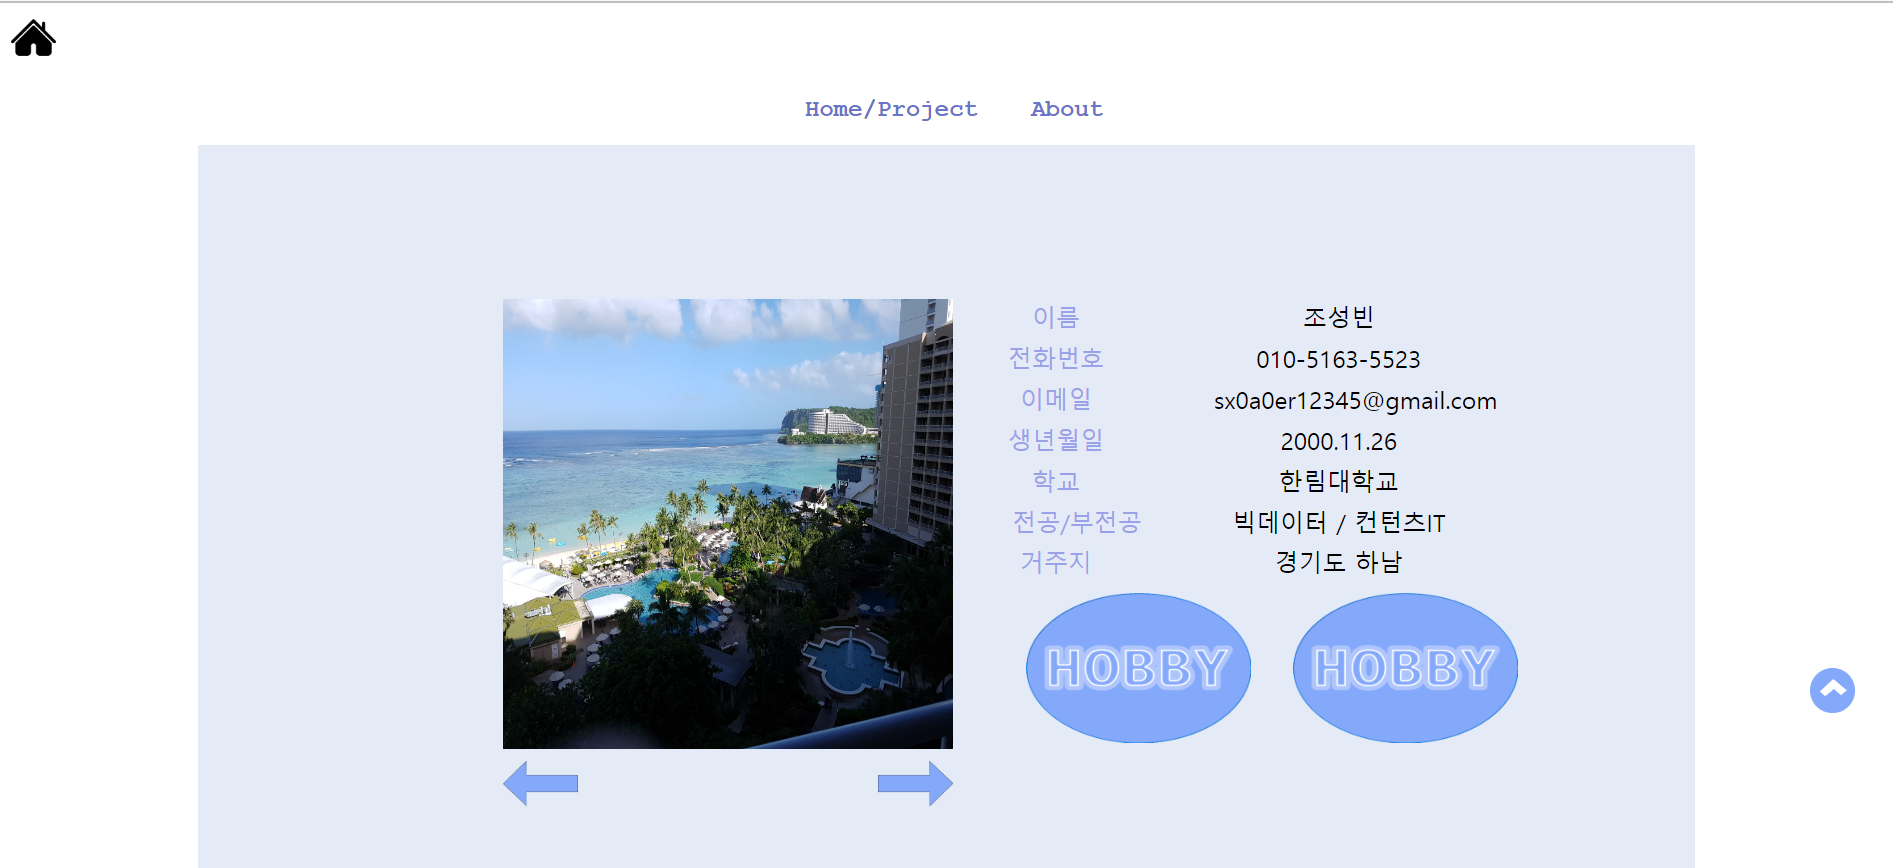 Home/Project About
이름 조성빈
전화번호 010-5163-5523
이메일 sx0a0er12345@gmail.com
생년월일 2000.11.26
학교 한림대학교
전공/부전공 빅데이터 / 컨턴츠IT
거주지 경기도 하남
HOBBY HOBBY